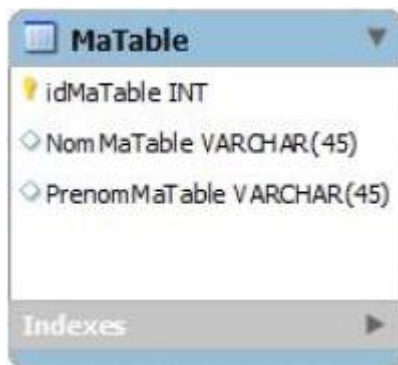 MaTable
idMaTable INT
NomMaTable VARCHAR(45)
PrenomMaTable VARCHAR(45)
Indexes